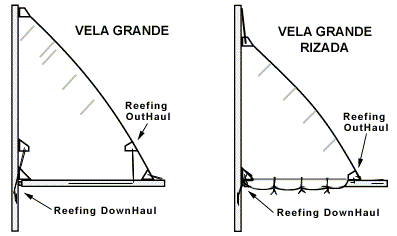 VELA GRANDE
Reefing
OutHaul
Reefing DownHaul
VELA GRANDE
RIZADA
Reefing
OutHaul
Reefing DownHaul